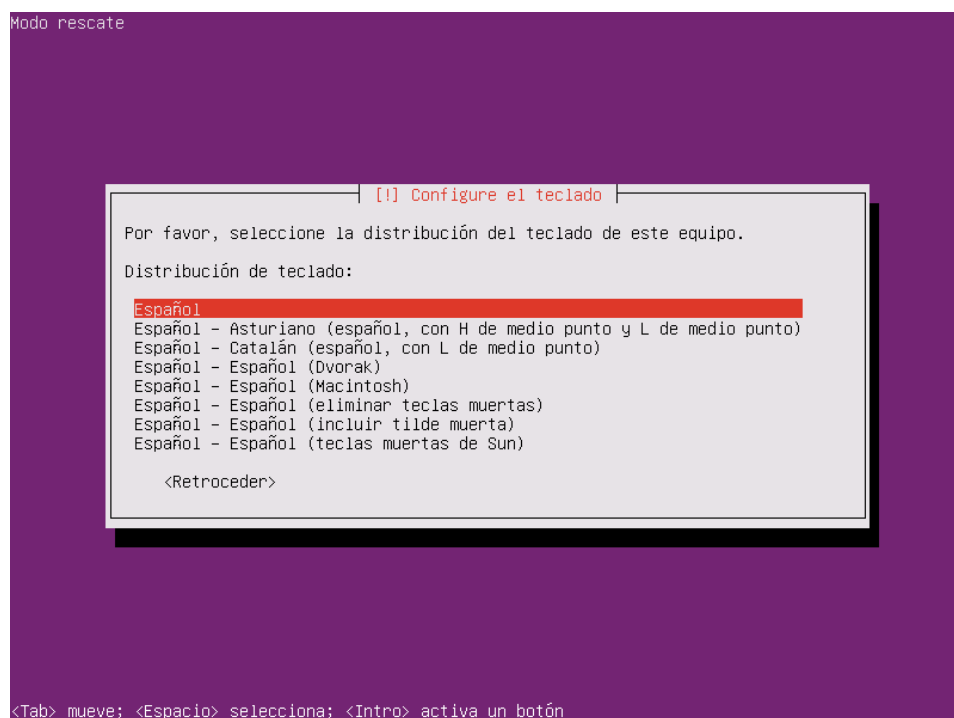 Modo rescate
[!] Configure el teclado
Por favor, seleccione la distribución del teclado de este equipo.
Distribución de teclado:
Español
Español - Asturiano (español, con H de medio punto y L de medio punto)
Español - Catalán (español, con L de medio punto)
Español - Español (Dvorak)
Español - Español (Macintosh)
Español - Español (eliminar teclas muertas)
Español - Español (incluir tilde muerta)
Español - Español (teclas muertas de Sun)
<Retroceder>
<Tab> mueve; <Espacio> selecciona; <Intro> activa un botón